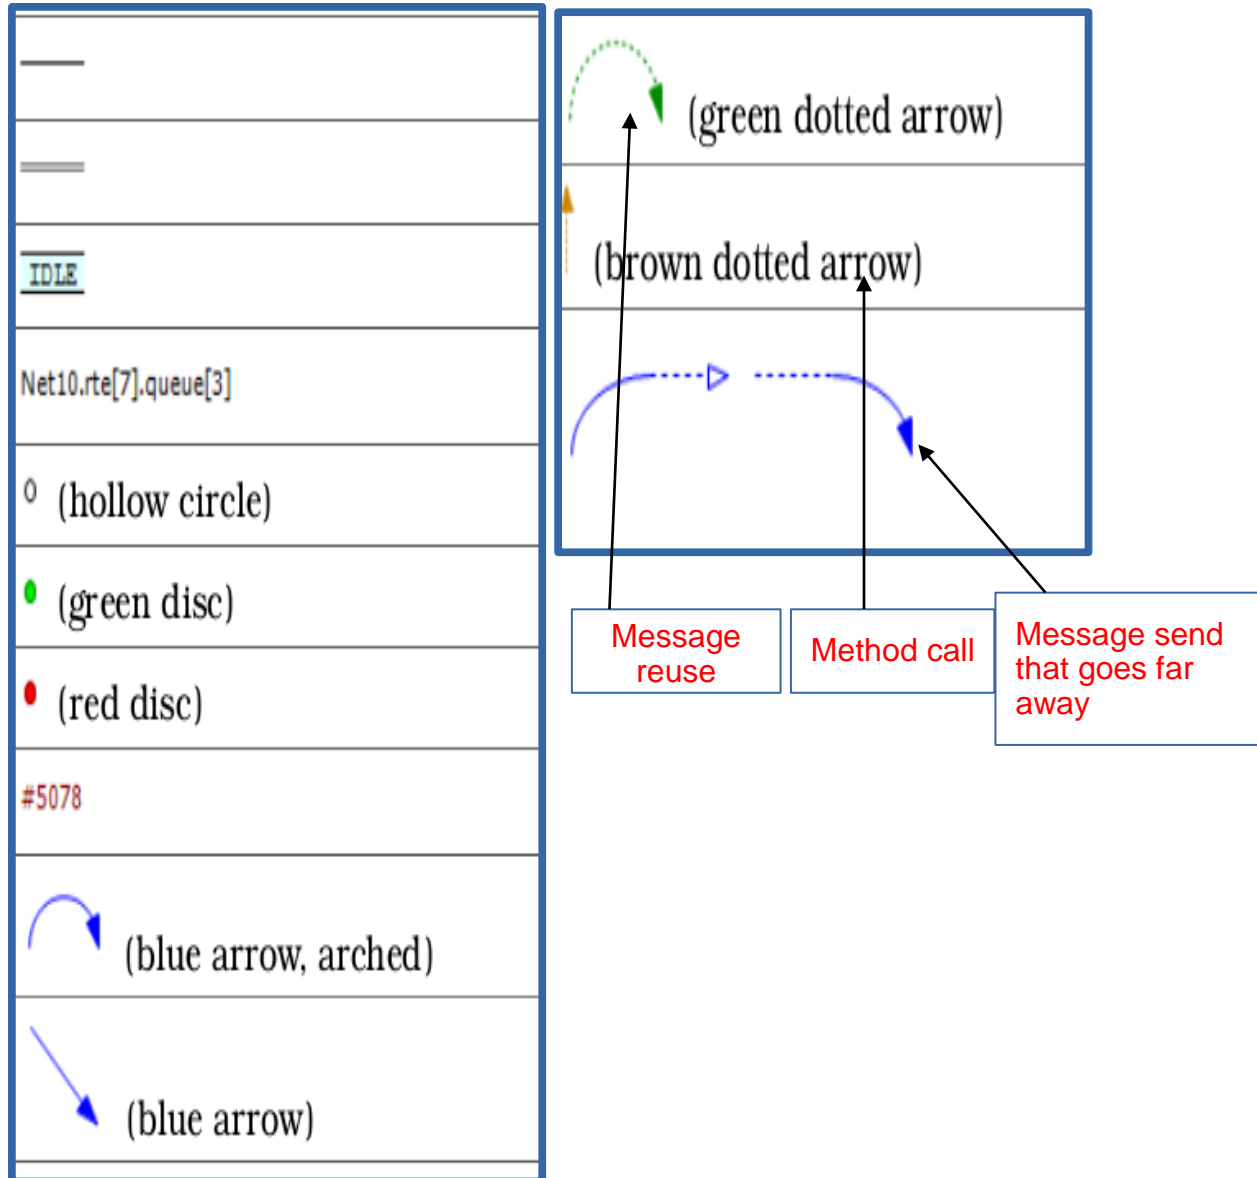 IDLE
Net10.rte[7].queue[3]
(hollow circle)
(green disc)
(red disc)
#5078
(blue arrow, arched)
(blue arrow)
(green dotted arrow)
(brown dotted arrow)
Message
reuse
Method call
Message send
that goes far
away